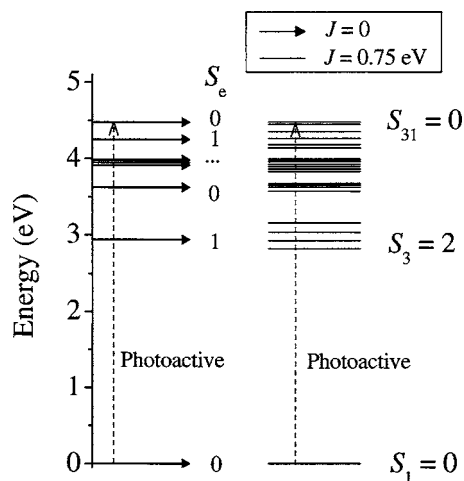 J = 0
J = 0.75 eV
S_e
5
4
3
2
1
0
Energy (eV)
0
1
...
0
1
0
Photoactive
Photoactive
S_31 = 0
S_3 = 2
S_1 = 0